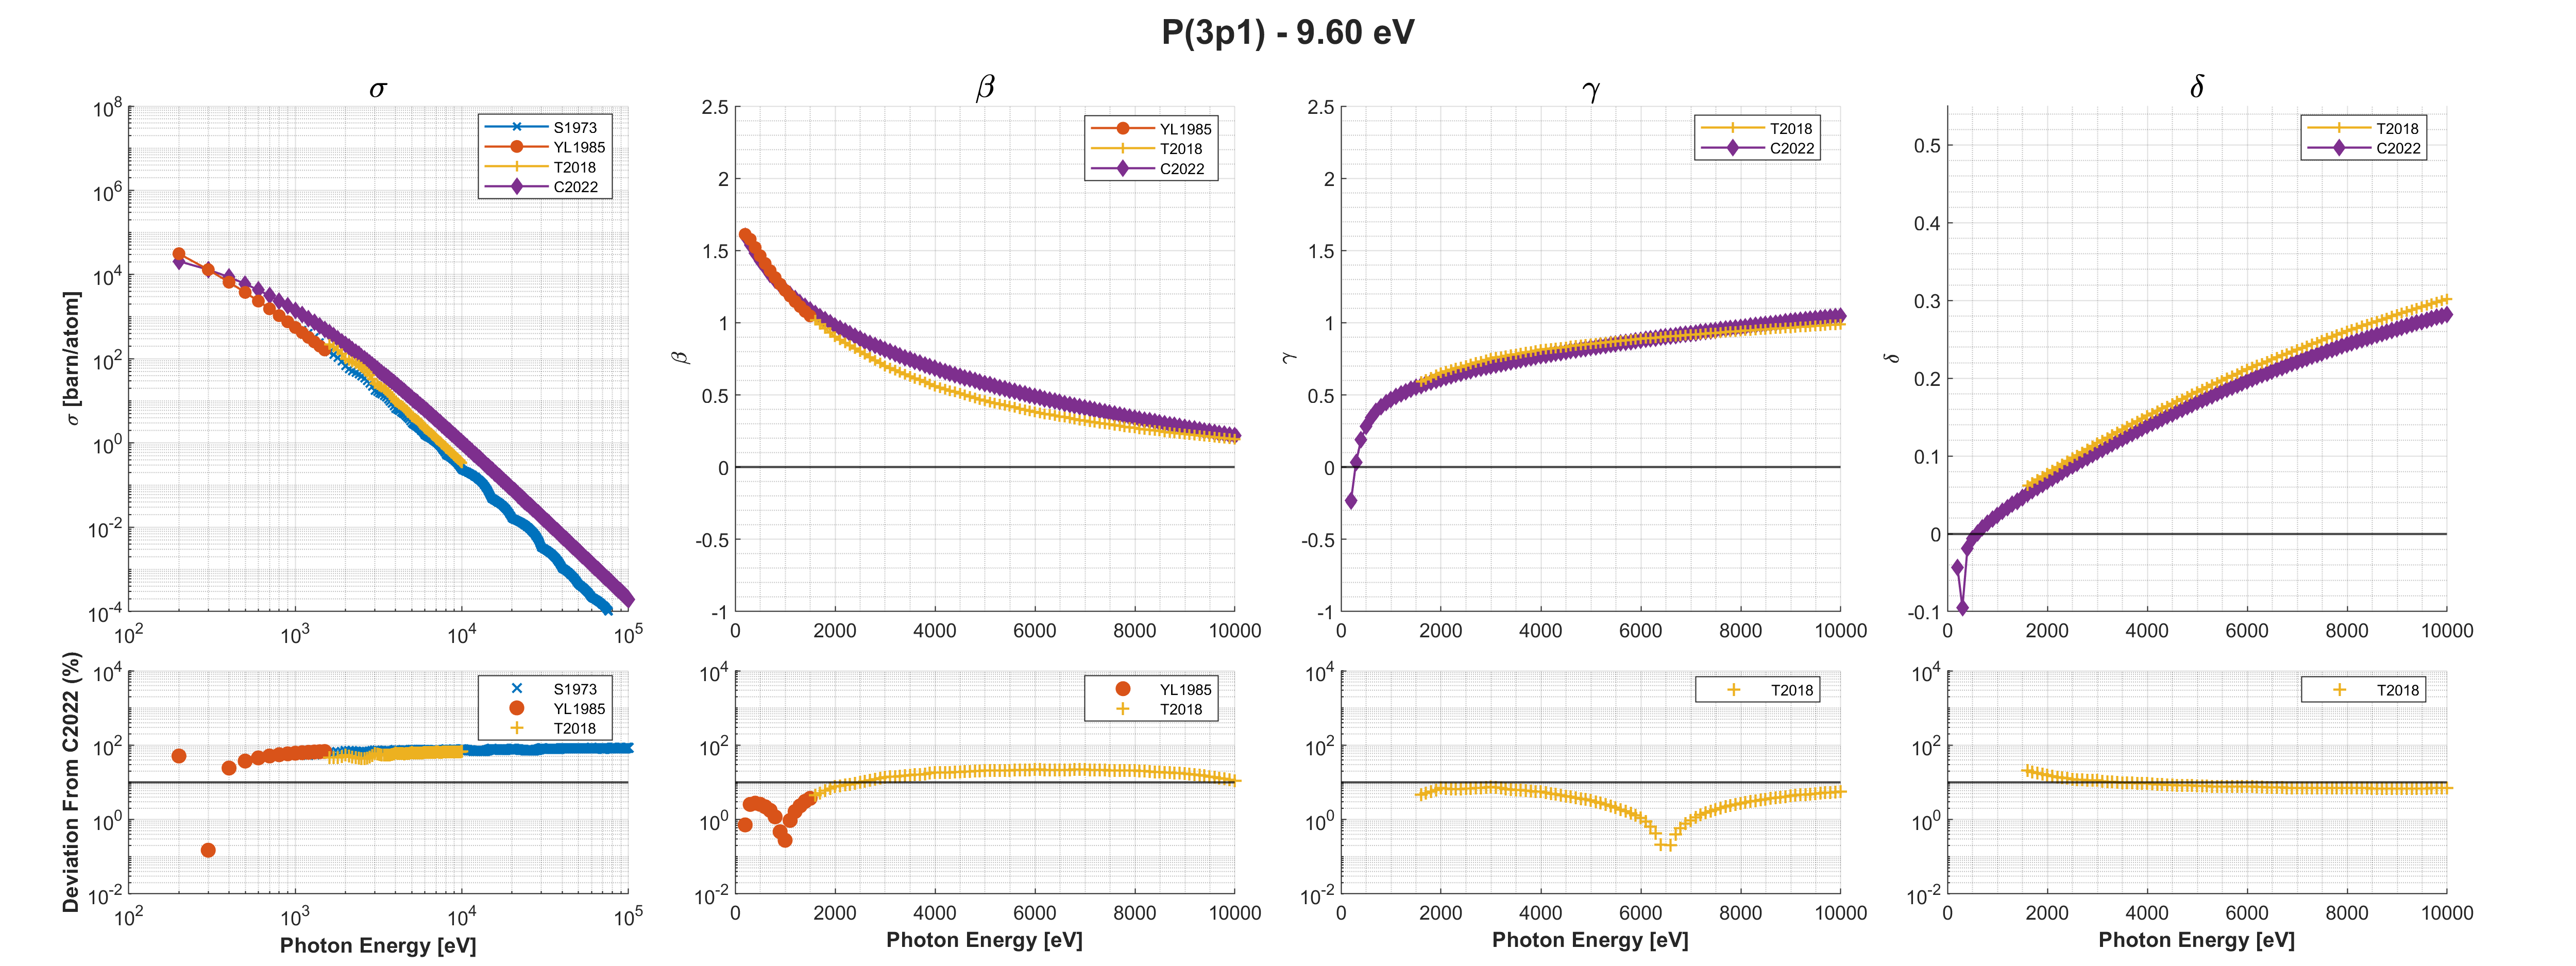 P(3p1) - 9.60 eV
σ
10^8
10^6
10^4
10^2
10^0
10^-2
10^-4
10^2
10^3
10^4
10^5
σ [barn/atom]
S1973
YL1985
T2018
C2022
β
2.5
2
1.5
1
0.5
0
-0.5
-1
0
2000
4000
6000
8000
10000
β
YL1985
T2018
C2022
γ
2.5
2
1.5
1
0.5
0
-0.5
-1
0
2000
4000
6000
8000
10000
γ
T2018
C2022
δ
0.5
0.4
0.3
0.2
0.1
0
-0.1
0
2000
4000
6000
8000
10000
δ
T2018
C2022
Deviation From C2022 (%)
10^4
10^2
10^0
10^-2
10^2
10^3
10^4
10^5
Photon Energy [eV]
S1973
YL1985
T2018
10^4
10^2
10^0
10^-2
0
2000
4000
6000
8000
10000
Photon Energy [eV]
YL1985
T2018
10^4
10^2
10^0
10^-2
0
2000
4000
6000
8000
10000
Photon Energy [eV]
T2018
10^4
10^2
10^0
10^-2
0
2000
4000
6000
8000
10000
Photon Energy [eV]
T2018